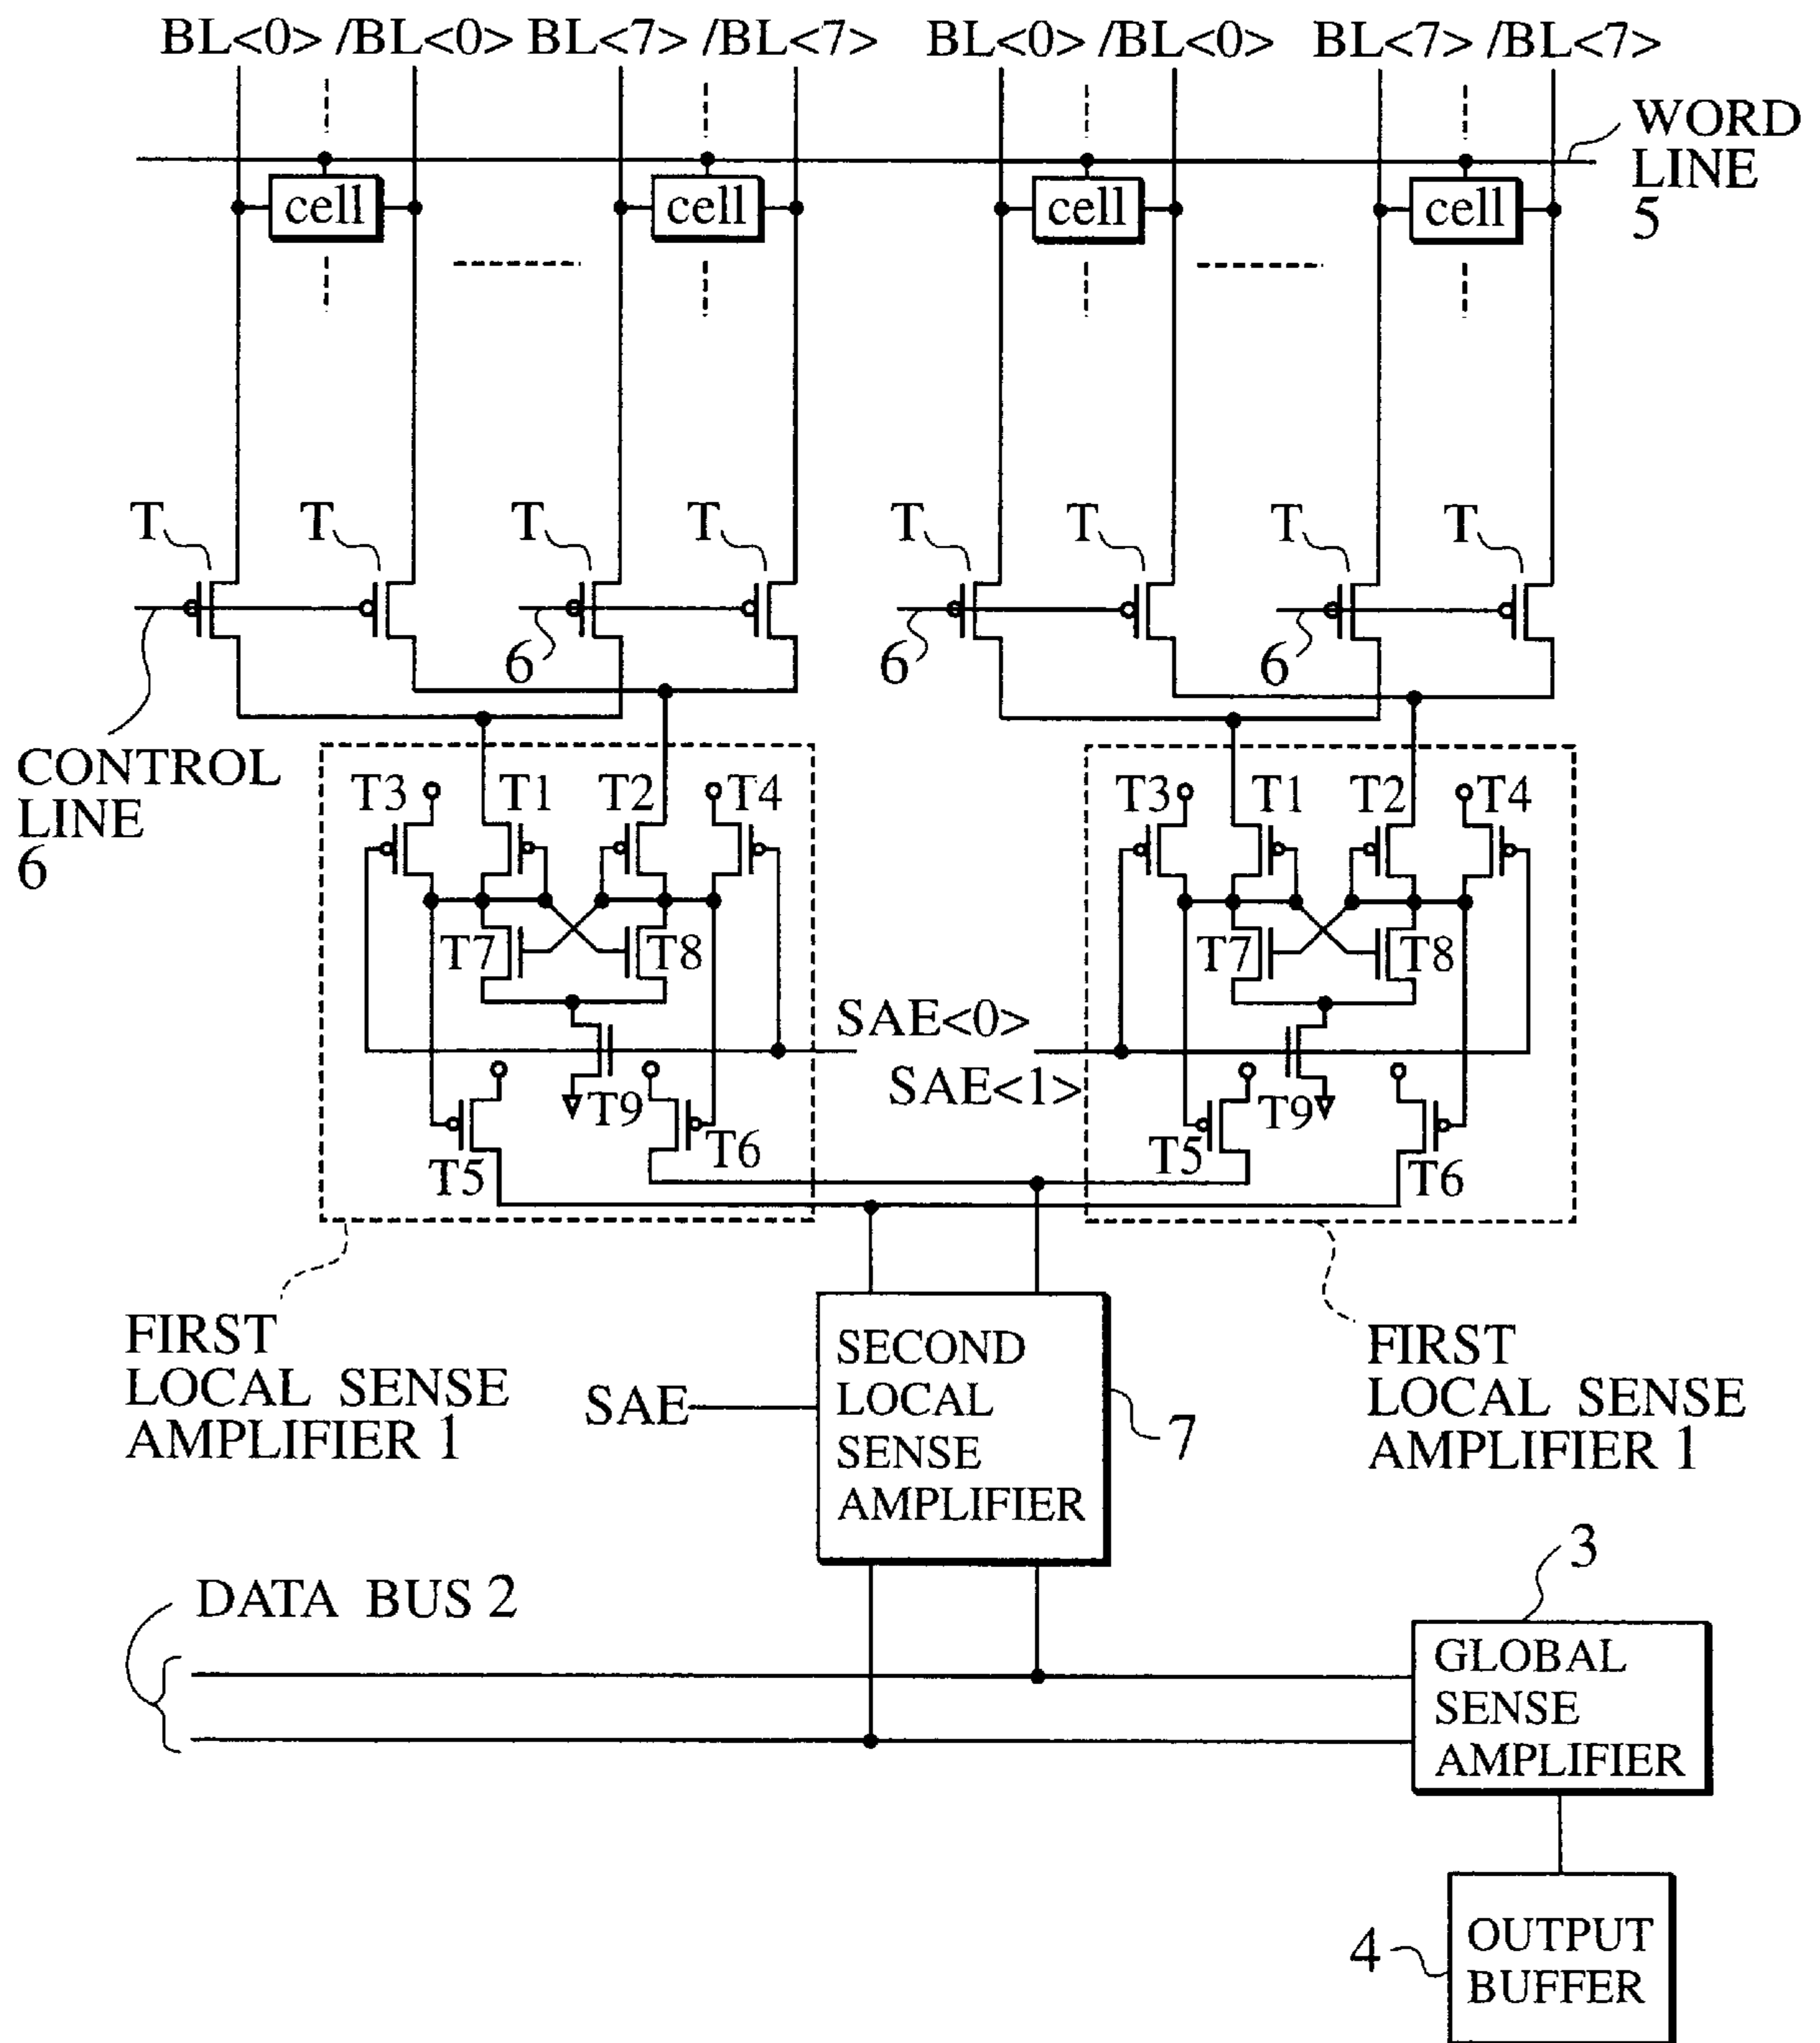 BL<0> /BL<0> BL<7> /BL<7> BL<0> /BL<0> BL<7> /BL<7>
WORD
LINE
5
cell cell cell cell
T T T T T T T T
6 6 6
CONTROL
LINE
6
T3 T1 T2 T4 T3 T1 T2 T4
T7 T8 T7 T8
SAE<0>
SAE<1>
T9 T9
T5 T6 T5 T6
FIRST
LOCAL SENSE
AMPLIFIER 1
SECOND
LOCAL
SENSE
AMPLIFIER
SAE
7
FIRST
LOCAL SENSE
AMPLIFIER 1
DATA BUS 2
3
GLOBAL
SENSE
AMPLIFIER
4
OUTPUT
BUFFER